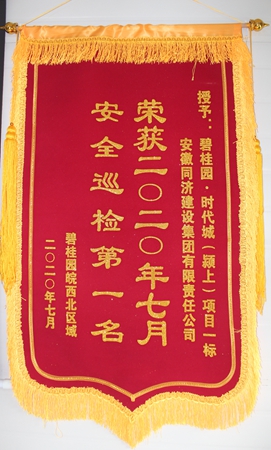 授予：碧桂园·时代城（颍上）项目一标
安徽同济建设集团有限责任公司
荣获二〇二〇年七月
安全巡检第一名
碧桂园皖西北区域
二〇二〇年七月